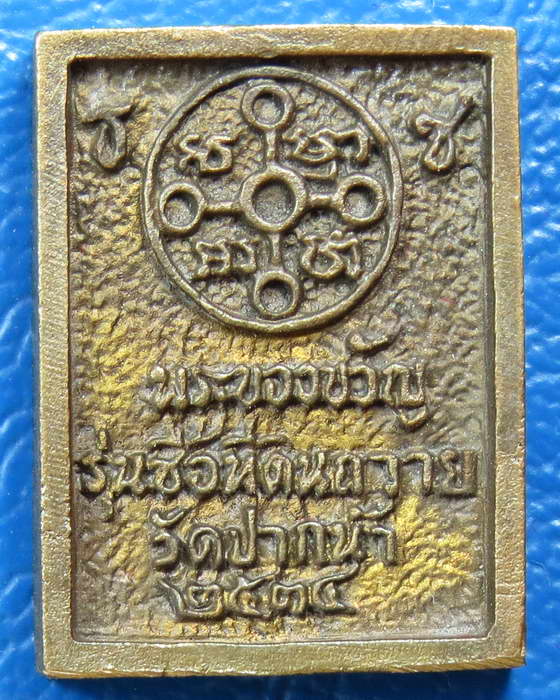 พระของขวัญ
รุ่นซื้อที่ดินถวาย
วัดปากน้ำ
๒๕๓๕